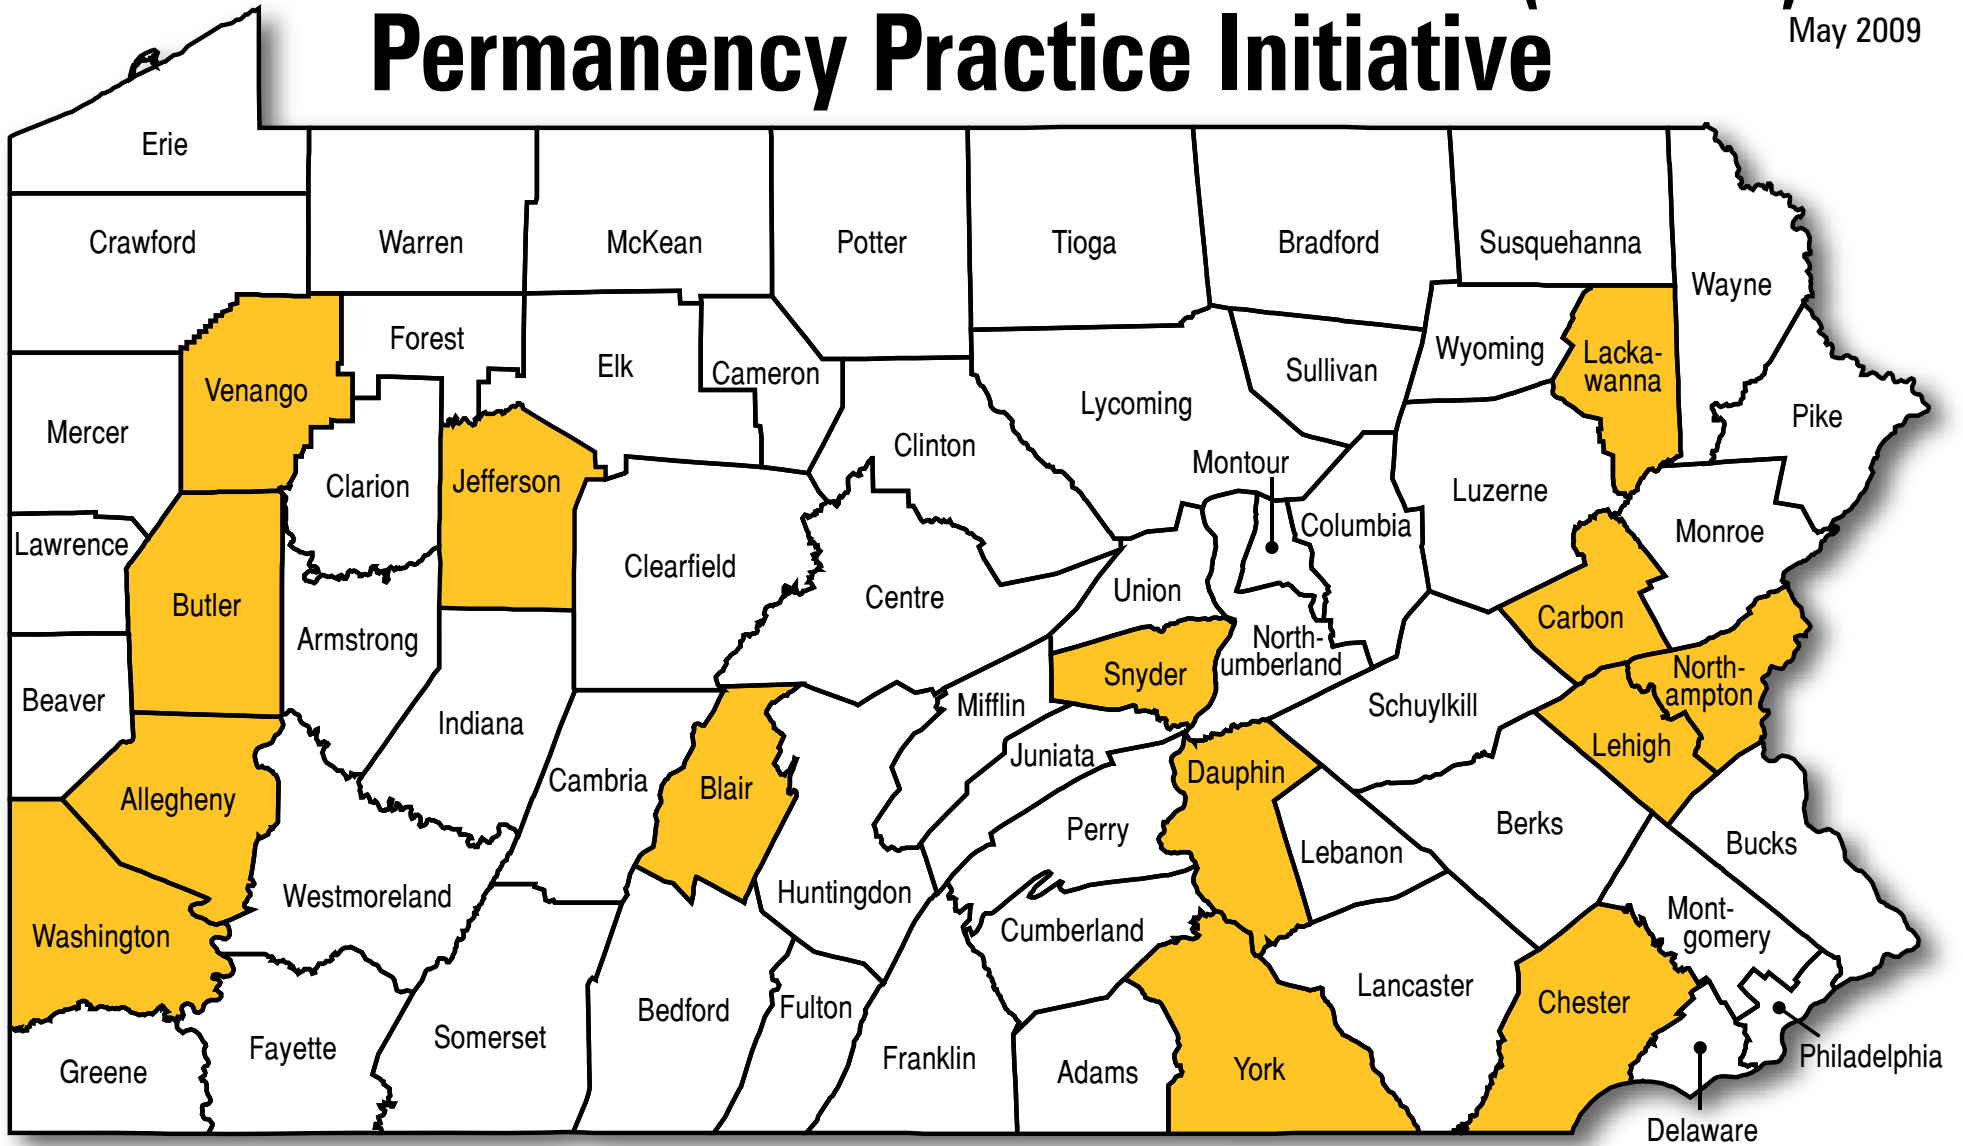 Permanency Practice Initiative
May 2009
Erie
Crawford
Warren
McKean
Potter
Tioga
Bradford
Susquehanna
Wayne
Forest
Elk
Cameron
Sullivan
Wyoming
Lacka-
wanna
Venango
Mercer
Lycoming
Pike
Clinton
Montour
Clarion
Jefferson
Luzerne
Columbia
Monroe
Lawrence
Clearfield
Centre
Union
Butler
Carbon
Armstrong
North-
umberland
Snyder
North-
ampton
Beaver
Mifflin
Schuylkill
Indiana
Lehigh
Juniata
Dauphin
Cambria
Blair
Allegheny
Perry
Berks
Lebanon
Bucks
Westmoreland
Huntingdon
Mont-
gomery
Cumberland
Washington
Lancaster
Chester
Bedford
Fulton
Somerset
Fayette
Franklin
Philadelphia
Greene
Adams
York
Delaware